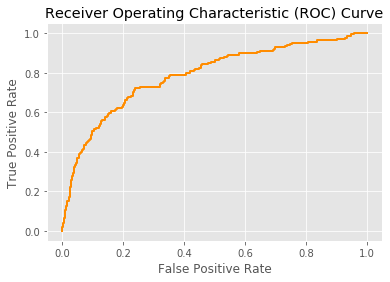 Receiver Operating Characteristic (ROC) Curve
1.0
0.8
0.6
0.4
0.2
0.0
True Positive Rate
0.0 0.2 0.4 0.6 0.8 1.0
False Positive Rate